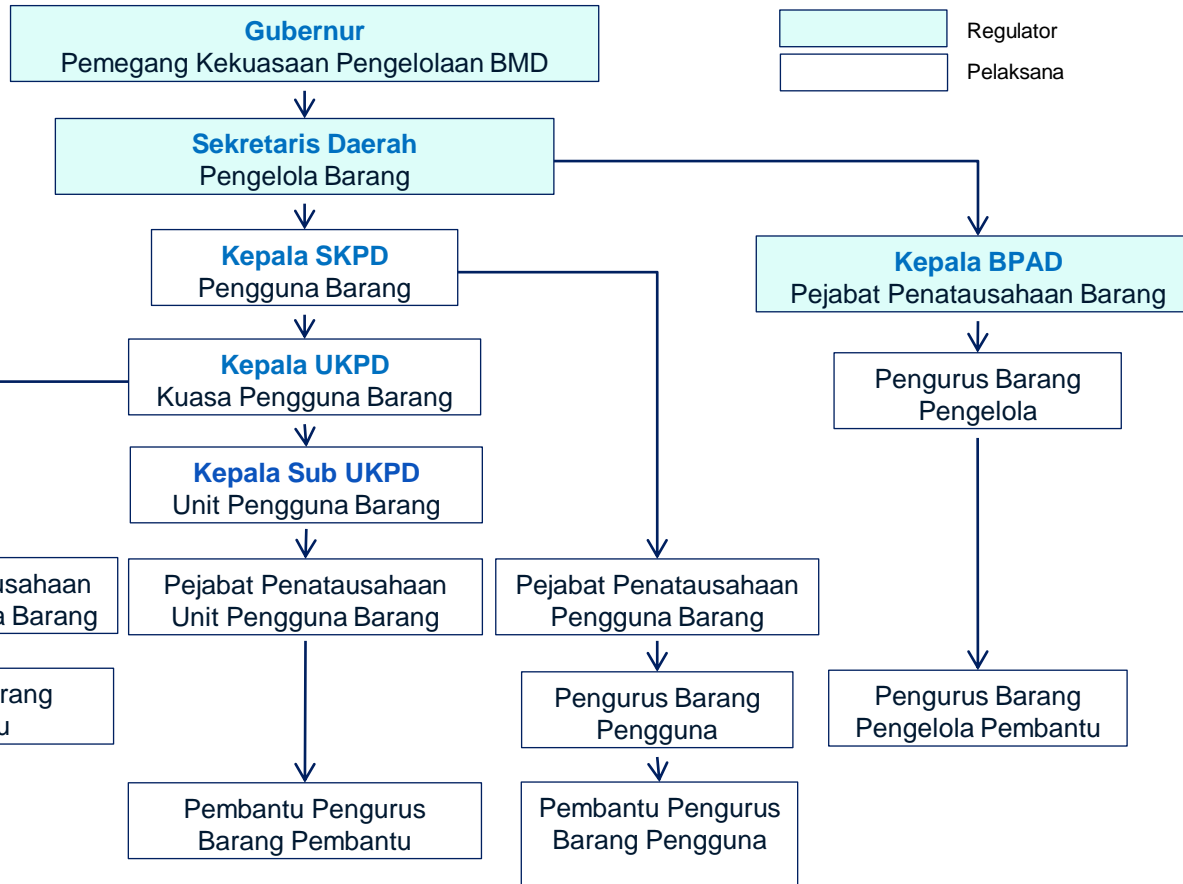 Gubernur
Pemegang Kekuasaan Pengelolaan BMD
Regulator
Pelaksana
Sekretaris Daerah
Pengelola Barang
Kepala SKPD
Pengguna Barang
Kepala BPAD
Pejabat Penatausahaan Barang
Kepala UKPD
Kuasa Pengguna Barang
Pengurus Barang
Pengelola
Kepala Sub UKPD
Unit Pengguna Barang
usahaan
a Barang
Pejabat Penatausahaan
Unit Pengguna Barang
Pejabat Penatausahaan
Pengguna Barang
arang
u
Pengurus Barang
Pengguna
Pengurus Barang
Pengelola Pembantu
Pembantu Pengurus
Barang Pembantu
Pembantu Pengurus
Barang Pengguna